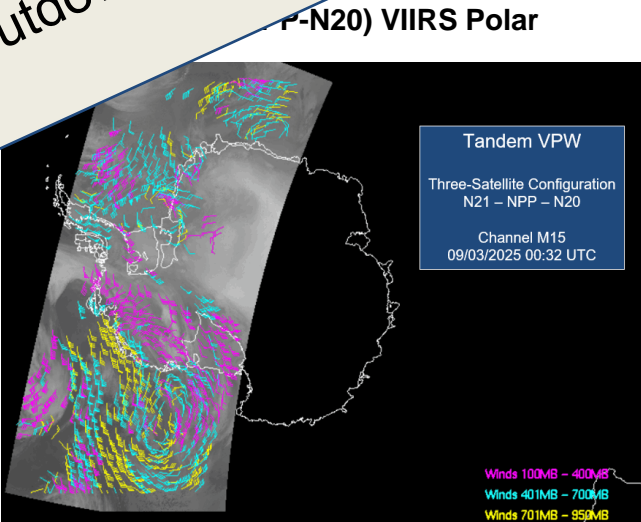 utdo
P-N20) VIIRS Polar
Tandem VPW
Three-Satellite Configuration
N21 – NPP – N20
Channel M15
09/03/2025 00:32 UTC
Winds 100MB - 400MB
Winds 401MB - 700MB
Winds 701MB - 950MB